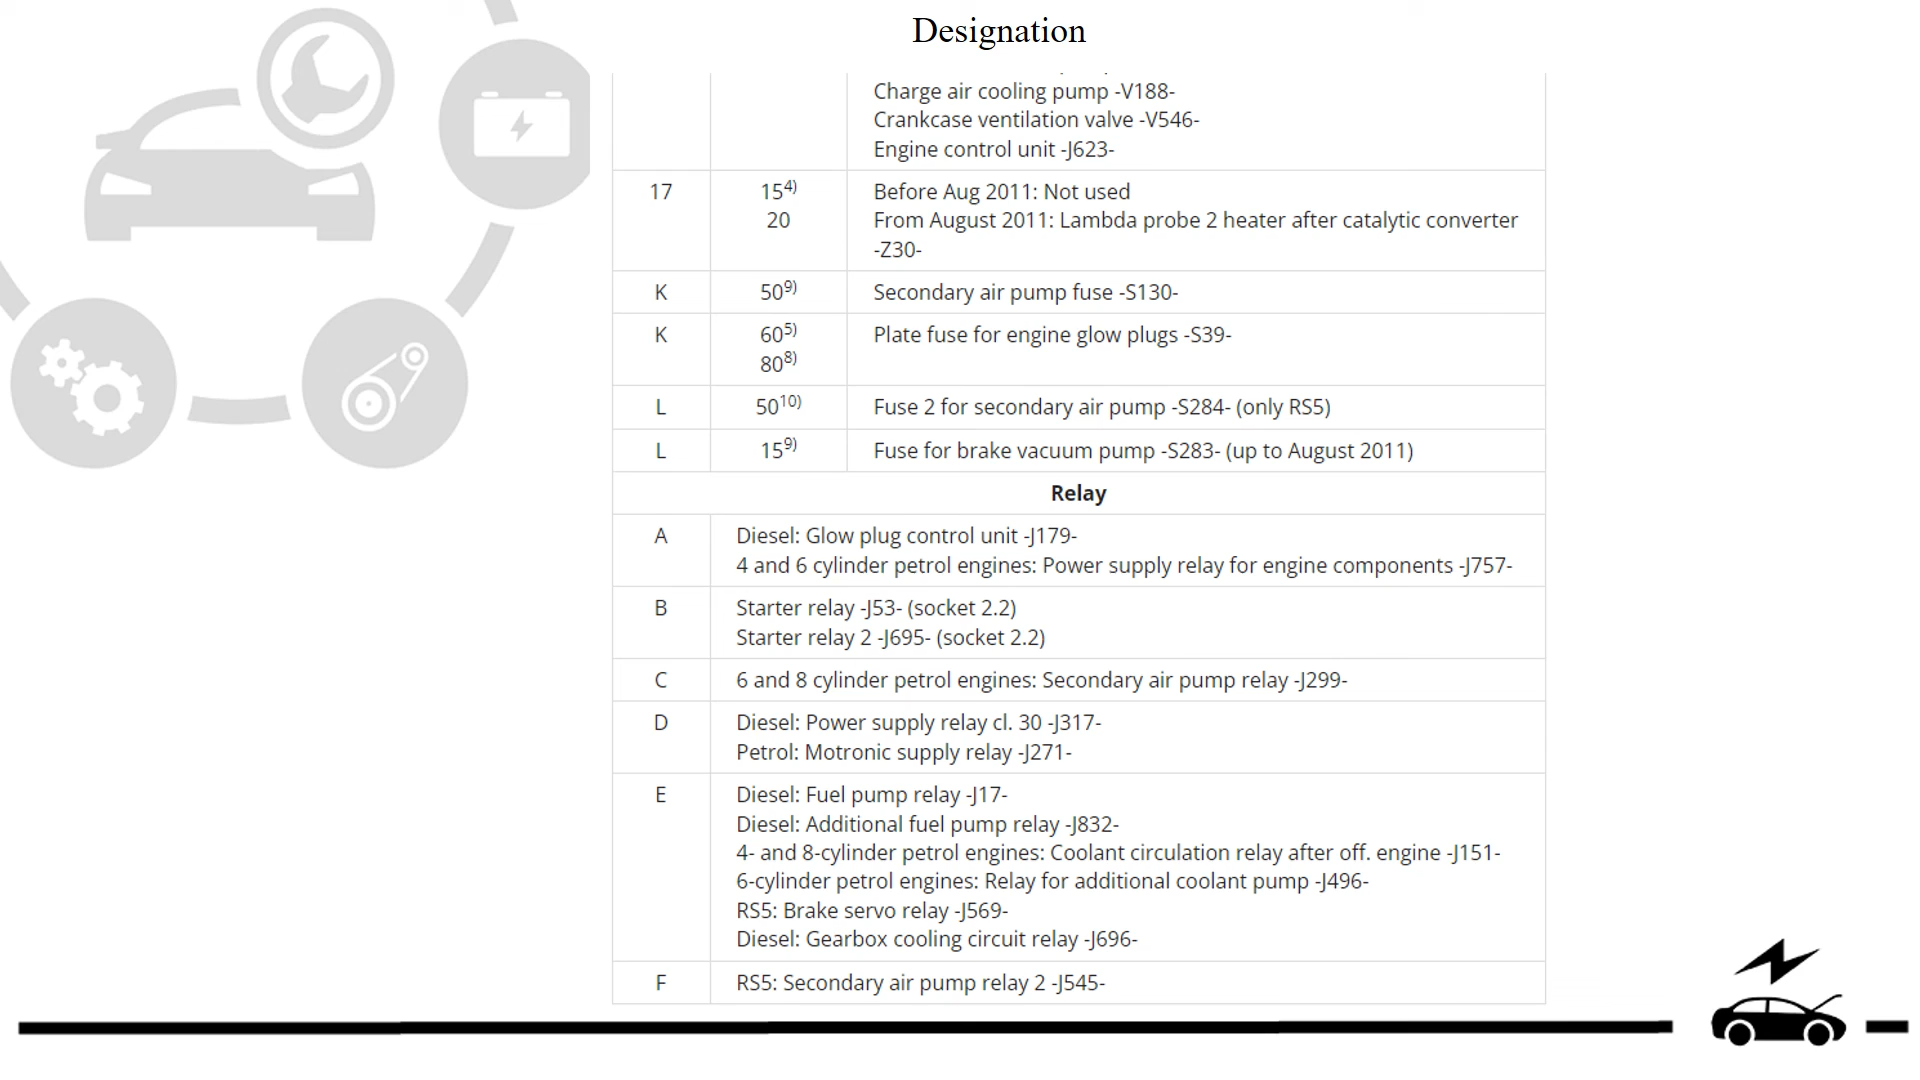 Designation
Charge air cooling pump -V188-
Crankcase ventilation valve -V546-
Engine control unit -J623-
17 15⁴⁾ Before Aug 2011: Not used
20 From August 2011: Lambda probe 2 heater after catalytic converter
-Z30-
K 50⁹⁾ Secondary air pump fuse -S130-
K 60⁵⁾ Plate fuse for engine glow plugs -S39-
80⁸⁾
L 50¹⁰⁾ Fuse 2 for secondary air pump -S284- (only RS5)
L 15⁹⁾ Fuse for brake vacuum pump -S283- (up to August 2011)
Relay
A Diesel: Glow plug control unit -J179-
4 and 6 cylinder petrol engines: Power supply relay for engine components -J757-
B Starter relay -J53- (socket 2.2)
Starter relay 2 -J695- (socket 2.2)
C 6 and 8 cylinder petrol engines: Secondary air pump relay -J299-
D Diesel: Power supply relay cl. 30 -J317-
Petrol: Motronic supply relay -J271-
E Diesel: Fuel pump relay -J17-
Diesel: Additional fuel pump relay -J832-
4- and 8-cylinder petrol engines: Coolant circulation relay after off. engine -J151-
6-cylinder petrol engines: Relay for additional coolant pump -J496-
RS5: Brake servo relay -J569-
Diesel: Gearbox cooling circuit relay -J696-
F RS5: Secondary air pump relay 2 -J545-